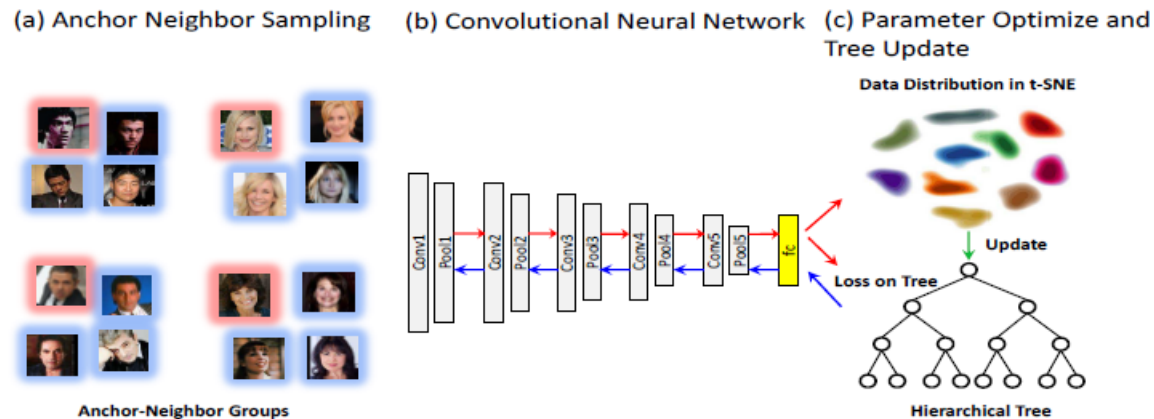 (a) Anchor Neighbor Sampling
(b) Convolutional Neural Network
(c) Parameter Optimize and
Tree Update
Data Distribution in t-SNE
Conv1
Pool1
Conv2
Pool2
Conv3
Pool3
Conv4
Pool4
Conv5
Pool5
fc
Update
Loss on Tree
Anchor-Neighbor Groups
Hierarchical Tree